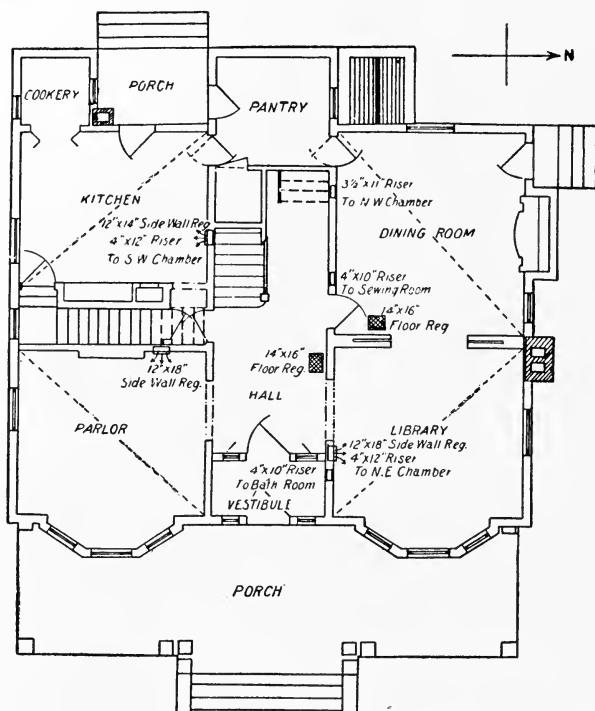 N
COOKERY
PORCH
PANTRY
KITCHEN
3½"x11" Riser
To N W Chamber
12"x14" Side Wall Reg.
4"x12" Riser
To S W Chamber
DINING ROOM
4"x10" Riser
To Sewing Room
14"x16"
Floor Reg
12"x18"
Side Wall Reg.
14"x16"
Floor Reg.
HALL
PARLOR
LIBRARY
12"x18" Side Wall Reg.
4"x12" Riser
To N.E Chamber
4"x10" Riser
To Bath Room
VESTIBULE
PORCH